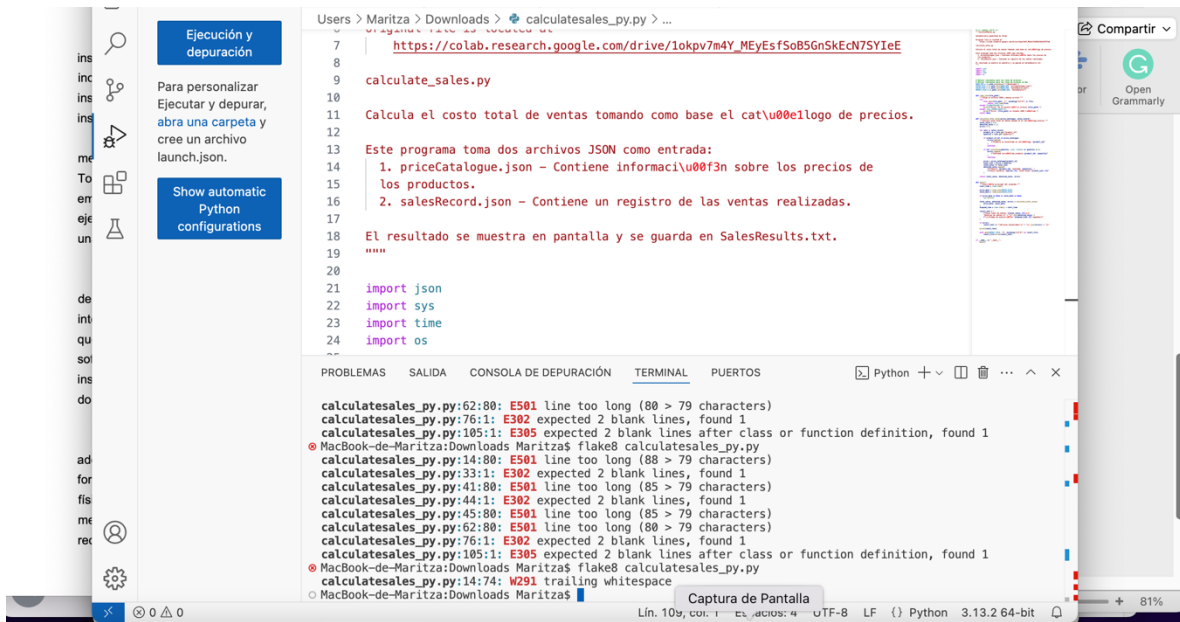 Users > Maritza > Downloads > calculatesales_py.py > ...
Compartir
Ejecución y
depuración
Para personalizar
Ejecutar y depurar,
abra una carpeta y
cree un archivo
launch.json.
Show automatic
Python
configurations
Open
Grammarly
6 original file is located at
7 https://colab.research.google.com/drive/1okpv7m4Y_MEyEsfSoB5GnSkEcN7SYIeE
8
9 calculate_sales.py
10
11 Calcula el costo total de ventas tomando como base el cat\u00e1logo de precios.
12
13 Este programa toma dos archivos JSON como entrada:
14 1. priceCatalogue.json – Contiene informaci\u00f3n sobre los precios de
15 los productos.
16 2. salesRecord.json – Contiene un registro de las ventas realizadas.
17
18 El resultado se muestra en pantalla y se guarda en SalesResults.txt.
19 """
20
21 import json
22 import sys
23 import time
24 import os
PROBLEMAS SALIDA CONSOLA DE DEPURACIÓN TERMINAL PUERTOS Python
calculatesales_py.py:62:80: E501 line too long (80 > 79 characters)
calculatesales_py.py:76:1: E302 expected 2 blank lines, found 1
calculatesales_py.py:105:1: E305 expected 2 blank lines after class or function definition, found 1
MacBook-de-Maritza:Downloads Maritza$ flake8 calculatesales_py.py
calculatesales_py.py:14:80: E501 line too long (88 > 79 characters)
calculatesales_py.py:33:1: E302 expected 2 blank lines, found 1
calculatesales_py.py:41:80: E501 line too long (85 > 79 characters)
calculatesales_py.py:44:1: E302 expected 2 blank lines, found 1
calculatesales_py.py:45:80: E501 line too long (85 > 79 characters)
calculatesales_py.py:62:80: E501 line too long (80 > 79 characters)
calculatesales_py.py:76:1: E302 expected 2 blank lines, found 1
calculatesales_py.py:105:1: E305 expected 2 blank lines after class or function definition, found 1
MacBook-de-Maritza:Downloads Maritza$ flake8 calculatesales_py.py
calculatesales_py.py:14:74: W291 trailing whitespace
MacBook-de-Maritza:Downloads Maritza$
Captura de Pantalla
0 0 Lín. 109, col. 1 Espacios: 4 UTF-8 LF {} Python 3.13.2 64-bit
81%